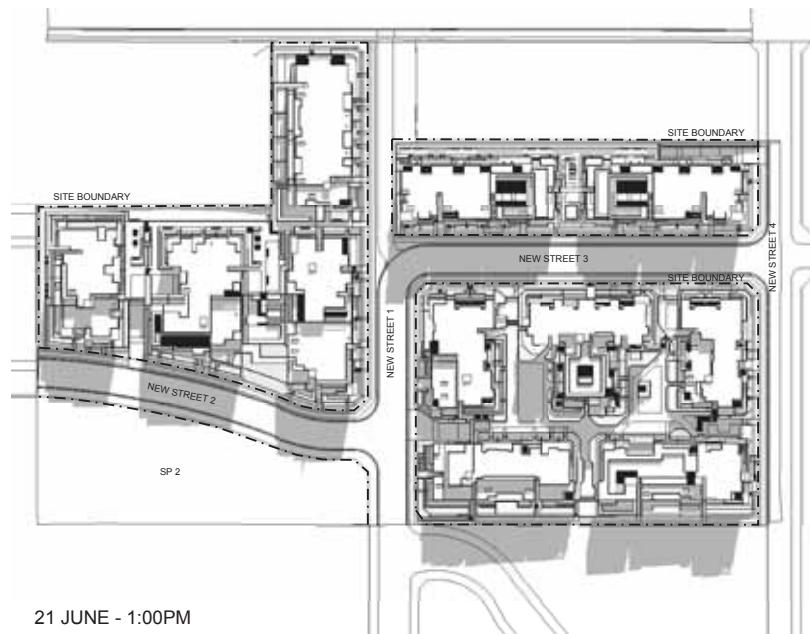 SITE BOUNDARY
SITE BOUNDARY
NEW STREET 4
NEW STREET 3
SITE BOUNDARY
NEW STREET 1
NEW STREET 2
SP 2
21 JUNE - 1:00PM